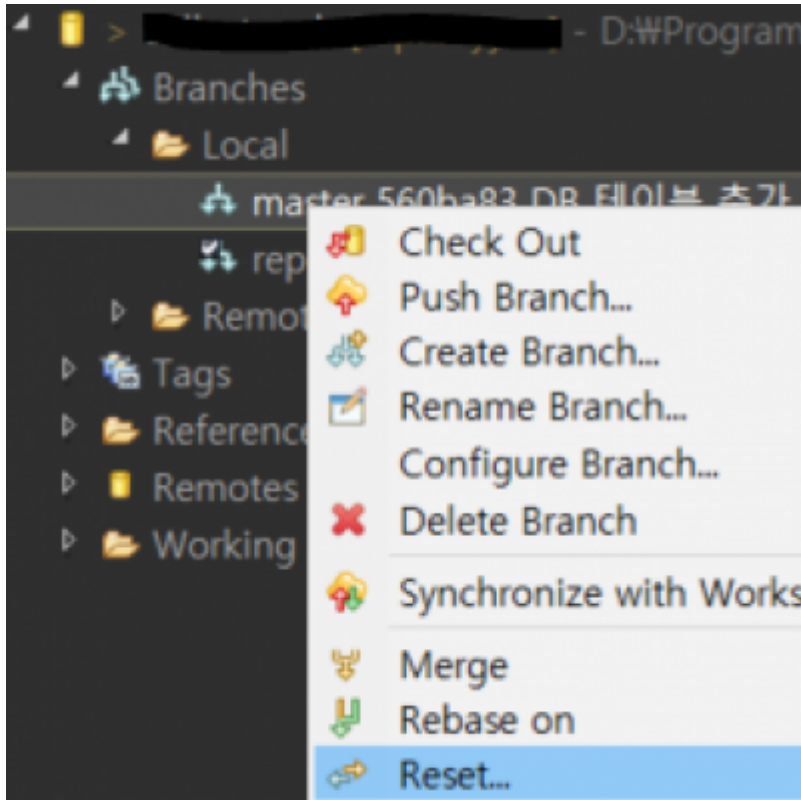 > - D:₩Program
Branches
Local
master 560ba83 DB 테이블 추가
rep
Check Out
Remot
Push Branch...
Tags
Create Branch...
Rename Branch...
Reference
Configure Branch...
Remotes
Delete Branch
Working
Synchronize with Works
Merge
Rebase on
Reset...